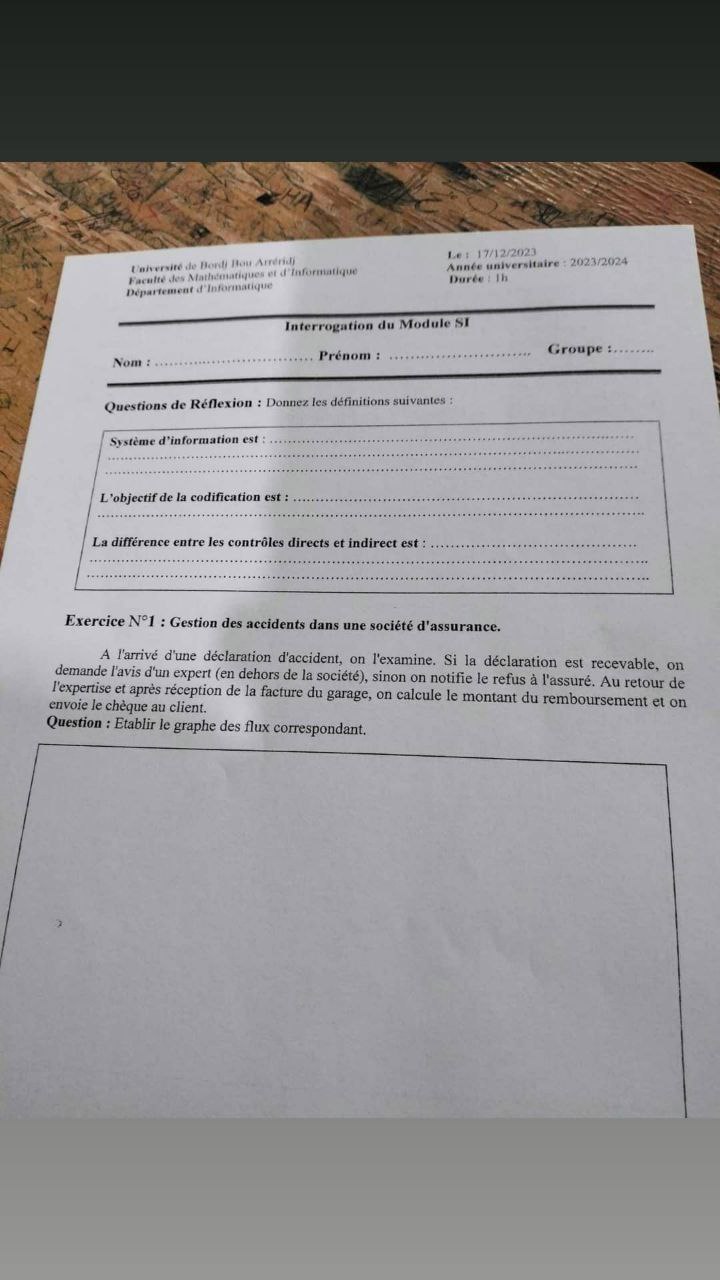 Université de Bordj Bou Arréridj
Faculté des Mathématiques et d'Informatique
Département d'Informatique
Le : 17/12/2023
Année universitaire : 2023/2024
Durée : 1h
Interrogation du Module SI
Nom : .................................. Prénom : .............................. Groupe :........
Questions de Réflexion : Donnez les définitions suivantes :
Système d'information est : ................................................................................
L'objectif de la codification est : ................................................................................
La différence entre les contrôles directs et indirect est : ..................................................
Exercice N°1 : Gestion des accidents dans une société d'assurance.
A l'arrivé d'une déclaration d'accident, on l'examine. Si la déclaration est recevable, on
demande l'avis d'un expert (en dehors de la société), sinon on notifie le refus à l'assuré. Au retour de
l'expertise et après réception de la facture du garage, on calcule le montant du remboursement et on
envoie le chèque au client.
Question : Etablir le graphe des flux correspondant.